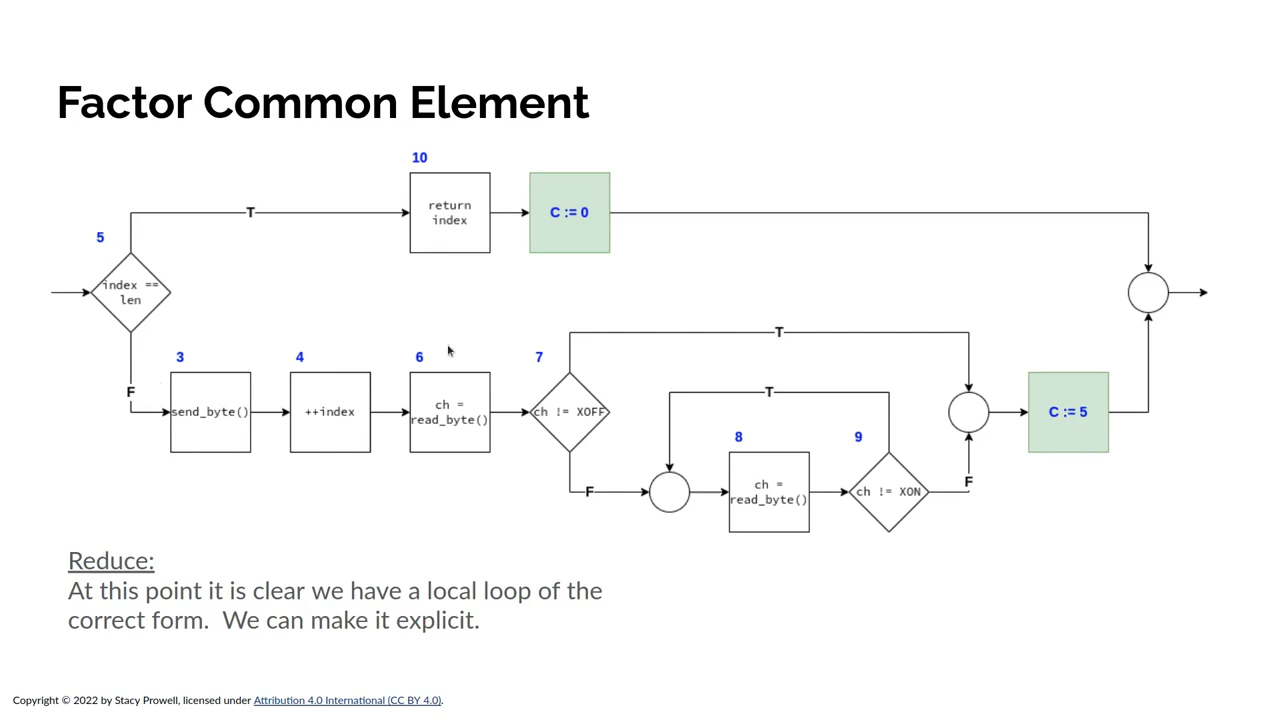 Factor Common Element
10
return
index
C := 0
T
5
index ==
len
F
3
send_byte()
4
++index
6
ch =
read_byte()
7
ch != XOFF
T
F
T
8
ch =
read_byte()
9
ch != XON
F
C := 5
Reduce:
At this point it is clear we have a local loop of the
correct form.  We can make it explicit.
Copyright © 2022 by Stacy Prowell, licensed under Attribution 4.0 International (CC BY 4.0).